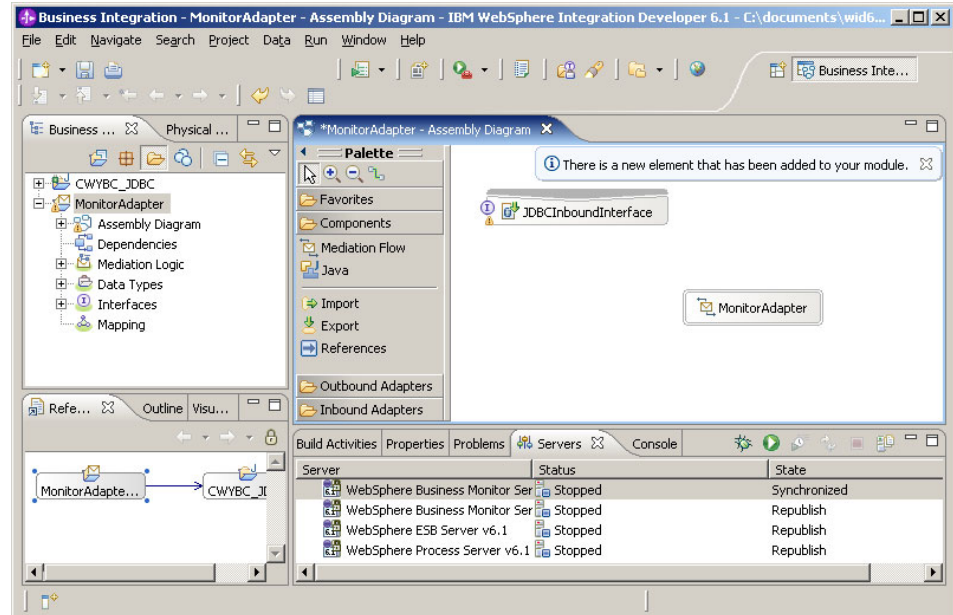 Business Integration - MonitorAdapter - Assembly Diagram - IBM WebSphere Integration Developer 6.1 - C:\documents\wid6...
File Edit Navigate Search Project Data Run Window Help
Business Inte...
Business ... Physical ...
CWYBC_JDBC
MonitorAdapter
Assembly Diagram
Dependencies
Mediation Logic
Data Types
Interfaces
Mapping
*MonitorAdapter - Assembly Diagram
Palette
Favorites
Components
Mediation Flow
Java
Import
Export
References
Outbound Adapters
Inbound Adapters
There is a new element that has been added to your module.
JDBCInboundInterface
MonitorAdapter
Refe... Outline Visu...
MonitorAdapte... CWYBC_JI
Build Activities Properties Problems Servers Console
Server Status State
WebSphere Business Monitor Ser Stopped Synchronized
WebSphere Business Monitor Ser Stopped Republish
WebSphere ESB Server v6.1 Stopped Republish
WebSphere Process Server v6.1 Stopped Republish